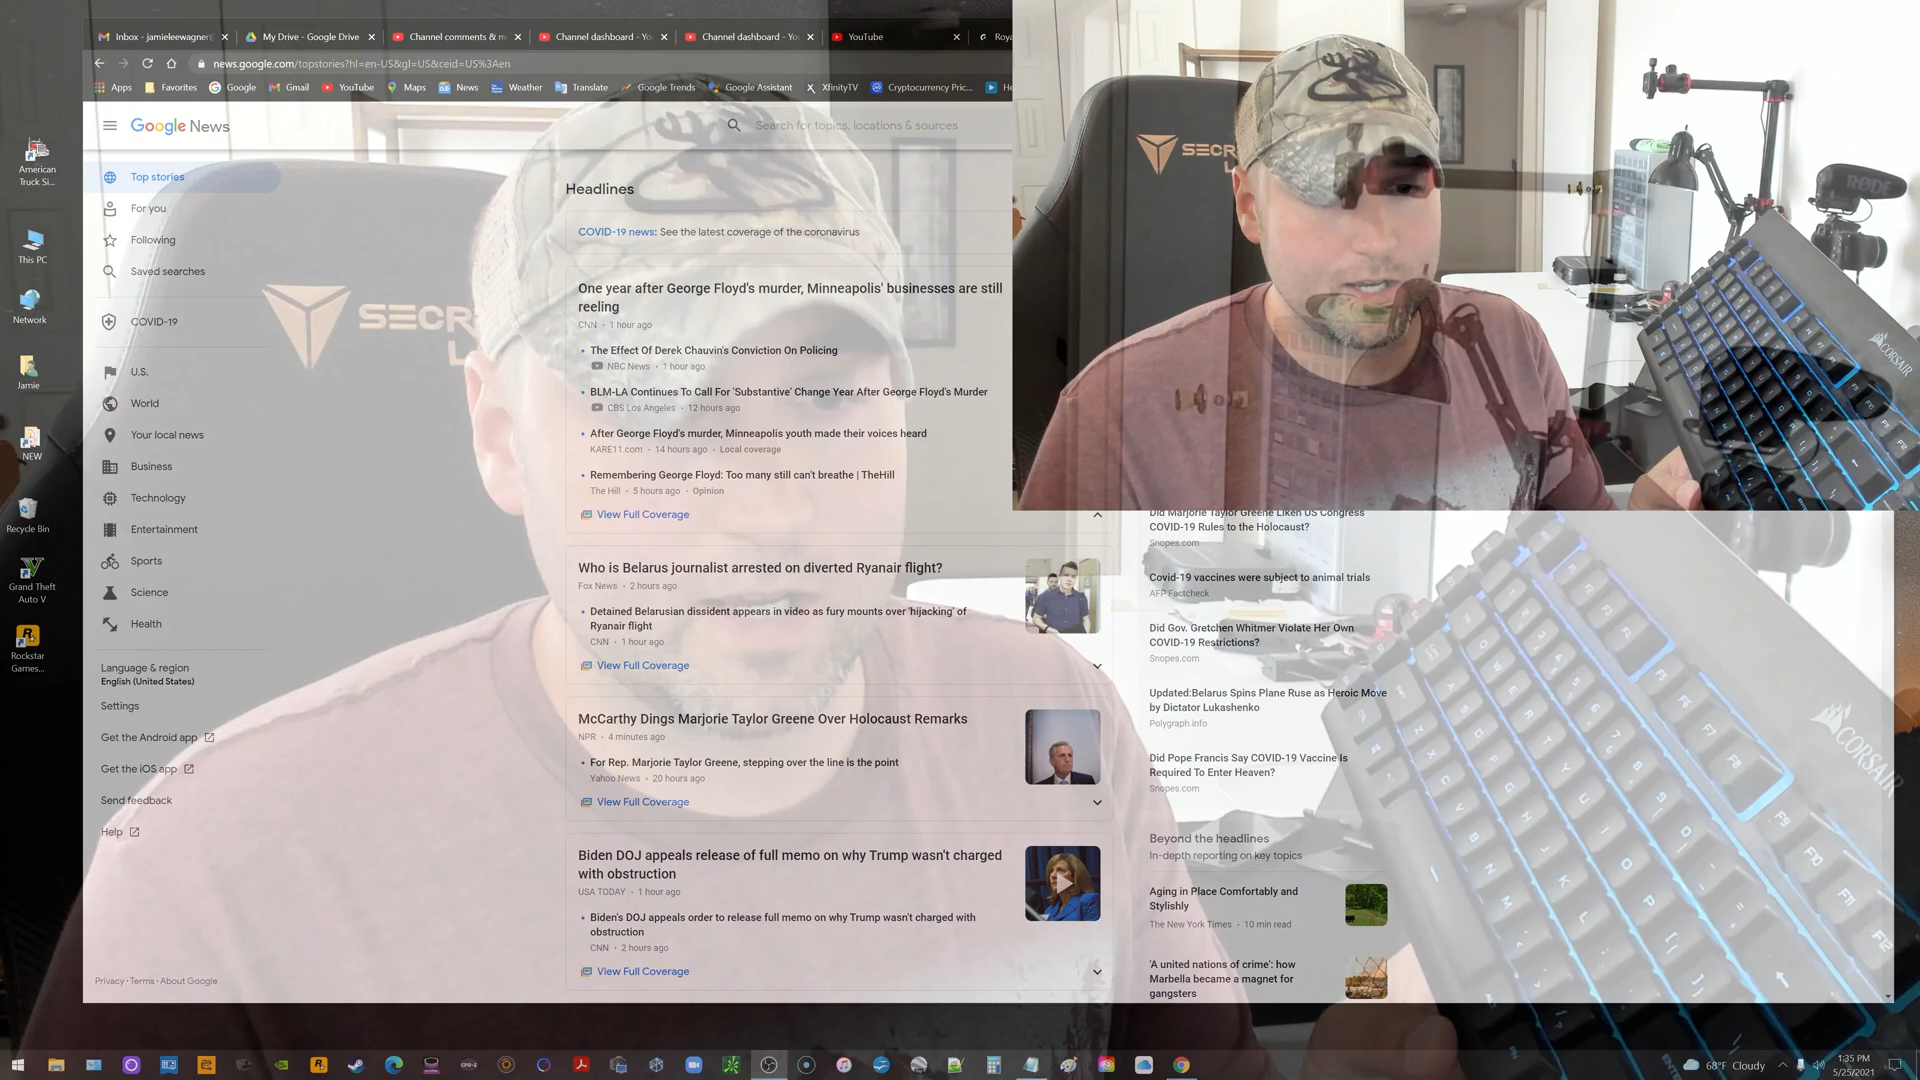 Inbox - jamieleewagner
My Drive - Google Drive
Channel comments & m
Channel dashboard - Yo
Channel dashboard - Yo
YouTube
Roya
news.google.com/topstories?hl=en-US&gl=US&ceid=US%3Aen
Apps
Favorites
Google
Gmail
YouTube
Maps
News
Weather
Translate
Google Trends
Google Assistant
XfinityTV
Cryptocurrency Pric...
He
Google News
Search for topics, locations & sources
Top stories
For you
Following
Saved searches
COVID-19
U.S.
World
Your local news
Business
Technology
Entertainment
Sports
Science
Health
Language & region
English (United States)
Settings
Get the Android app
Get the iOS app
Send feedback
Help
Privacy · Terms · About Google
Headlines
COVID-19 news: See the latest coverage of the coronavirus
One year after George Floyd's murder, Minneapolis' businesses are still
reeling
CNN • 1 hour ago
The Effect Of Derek Chauvin's Conviction On Policing
NBC News • 1 hour ago
BLM-LA Continues To Call For 'Substantive' Change Year After George Floyd's Murder
CBS Los Angeles • 12 hours ago
After George Floyd's murder, Minneapolis youth made their voices heard
KARE11.com • 14 hours ago • Local coverage
Remembering George Floyd: Too many still can't breathe | TheHill
The Hill • 5 hours ago • Opinion
View Full Coverage
Who is Belarus journalist arrested on diverted Ryanair flight?
Fox News • 2 hours ago
Detained Belarusian dissident appears in video as fury mounts over 'hijacking' of
Ryanair flight
CNN • 1 hour ago
View Full Coverage
McCarthy Dings Marjorie Taylor Greene Over Holocaust Remarks
NPR • 4 minutes ago
For Rep. Marjorie Taylor Greene, stepping over the line is the point
Yahoo News • 20 hours ago
View Full Coverage
Biden DOJ appeals release of full memo on why Trump wasn't charged
with obstruction
USA TODAY • 1 hour ago
Biden's DOJ appeals order to release full memo on why Trump wasn't charged with
obstruction
CNN • 2 hours ago
View Full Coverage
Did Marjorie Taylor Greene Liken US Congress
COVID-19 Rules to the Holocaust?
Snopes.com
Covid-19 vaccines were subject to animal trials
AFP Factcheck
Did Gov. Gretchen Whitmer Violate Her Own
COVID-19 Restrictions?
Snopes.com
Updated:Belarus Spins Plane Ruse as Heroic Move
by Dictator Lukashenko
Polygraph.info
Did Pope Francis Say COVID-19 Vaccine Is
Required To Enter Heaven?
Snopes.com
Beyond the headlines
In-depth reporting on key topics
Aging in Place Comfortably and
Stylishly
The New York Times • 10 min read
'A united nations of crime': how
Marbella became a magnet for
gangsters
American
Truck Si...
This PC
Network
Jamie
NEW
Recycle Bin
Grand Theft
Auto V
Rockstar
Games...
SECR
SECR
RØDE
CORSAIR
CORSAIR
68°F Cloudy
1:35 PM
5/25/2021